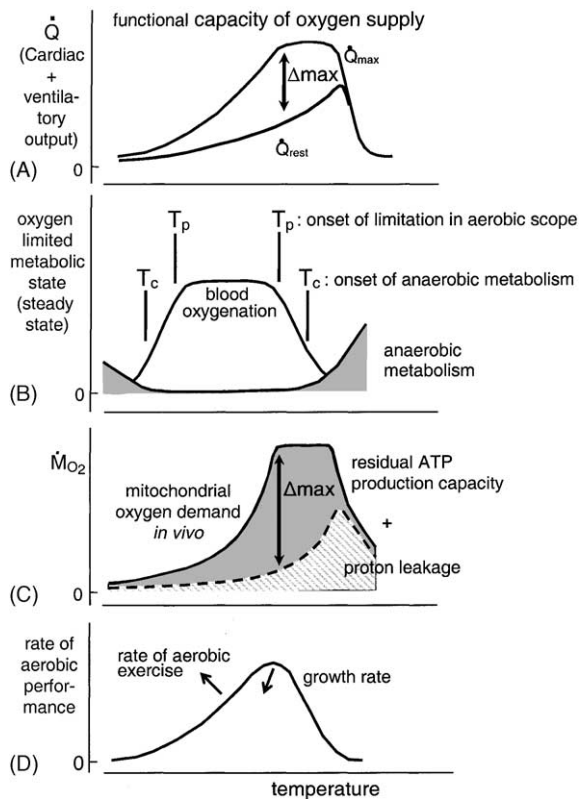 functional capacity of oxygen supply
Q̇
(Cardiac
+
ventila-
tory
output)
0
(A)
Δmax
Q̇max
Q̇rest
oxygen
limited
metabolic
state
(steady
state)
0
(B)
Tp
Tp : onset of limitation in aerobic scope
Tc
Tc : onset of anaerobic metabolism
blood
oxygenation
anaerobic
metabolism
ṀO2
0
(C)
mitochondrial
oxygen demand
in vivo
Δmax
residual ATP
production capacity
+
proton leakage
rate of
aerobic
perfor-
mance
0
(D)
rate of aerobic
exercise
growth rate
temperature